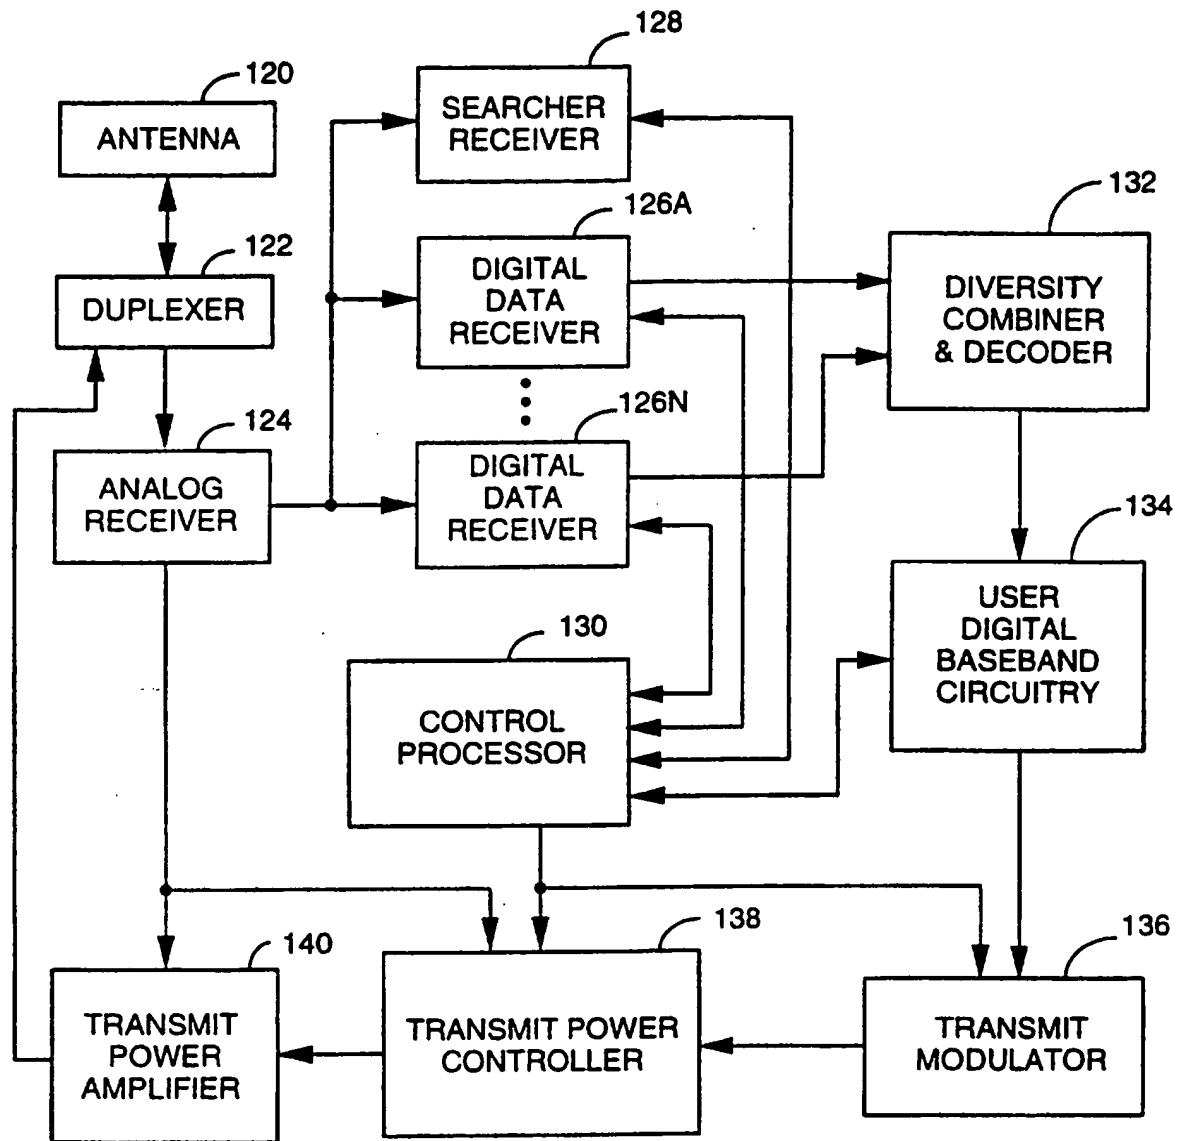 128
120
SEARCHER
RECEIVER
ANTENNA
126A
132
122
DIGITAL
DATA
RECEIVER
DUPLEXER
DIVERSITY
COMBINER
& DECODER
124
126N
ANALOG
RECEIVER
DIGITAL
DATA
RECEIVER
134
USER
DIGITAL
BASEBAND
CIRCUITRY
130
CONTROL
PROCESSOR
140
138
136
TRANSMIT
POWER
AMPLIFIER
TRANSMIT POWER
CONTROLLER
TRANSMIT
MODULATOR